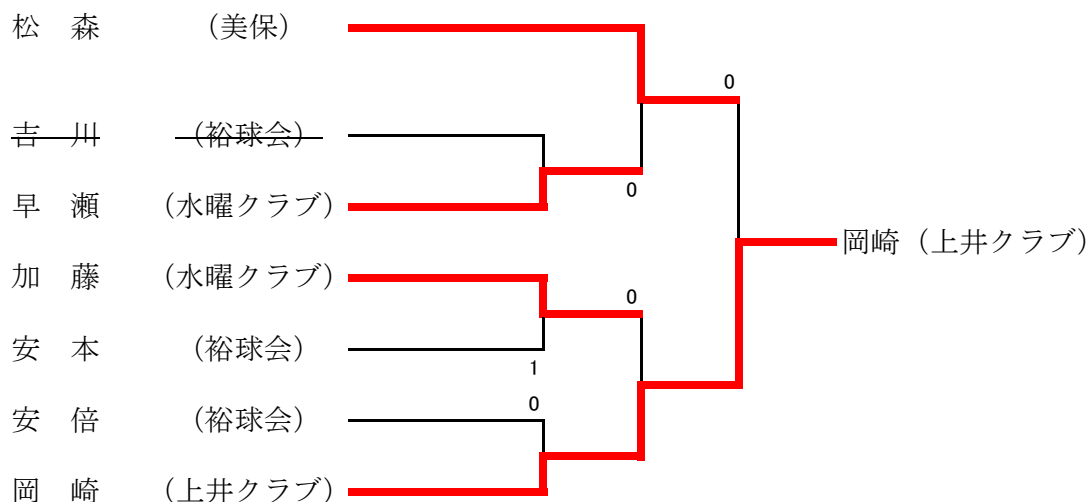 松　森　（美保）
0
吉　川　（裕球会）
0
早　瀬　（水曜クラブ）
岡崎（上井クラブ）
加　藤　（水曜クラブ）
0
安　本　（裕球会）
1
0
安　倍　（裕球会）
岡　崎　（上井クラブ）